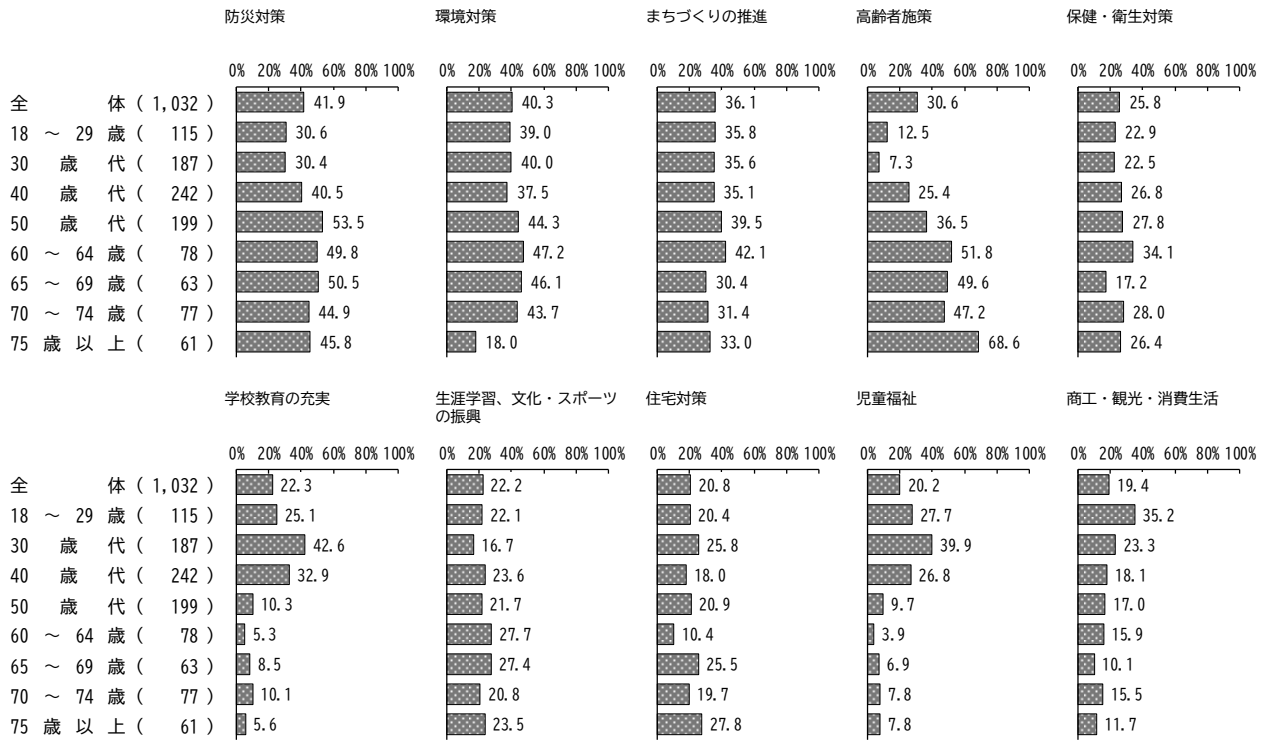 防災対策 環境対策 まちづくりの推進 高齢者施策 保健・衛生対策
0% 20% 40% 60% 80% 100% 0% 20% 40% 60% 80% 100% 0% 20% 40% 60% 80% 100% 0% 20% 40% 60% 80% 100% 0% 20% 40% 60% 80% 100%
全 体 ( 1,032 ) 41.9 40.3 36.1 30.6 25.8
18 ～ 29 歳 ( 115 ) 30.6 39.0 35.8 12.5 22.9
30 歳 代 ( 187 ) 30.4 40.0 35.6 7.3 22.5
40 歳 代 ( 242 ) 40.5 37.5 35.1 25.4 26.8
50 歳 代 ( 199 ) 53.5 44.3 39.5 36.5 27.8
60 ～ 64 歳 ( 78 ) 49.8 47.2 42.1 51.8 34.1
65 ～ 69 歳 ( 63 ) 50.5 46.1 30.4 49.6 17.2
70 ～ 74 歳 ( 77 ) 44.9 43.7 31.4 47.2 28.0
75 歳 以 上 ( 61 ) 45.8 18.0 33.0 68.6 26.4
学校教育の充実 生涯学習、文化・スポーツ 住宅対策 児童福祉 商工・観光・消費生活
の振興
0% 20% 40% 60% 80% 100% 0% 20% 40% 60% 80% 100% 0% 20% 40% 60% 80% 100% 0% 20% 40% 60% 80% 100% 0% 20% 40% 60% 80% 100%
全 体 ( 1,032 ) 22.3 22.2 20.8 20.2 19.4
18 ～ 29 歳 ( 115 ) 25.1 22.1 20.4 27.7 35.2
30 歳 代 ( 187 ) 42.6 16.7 25.8 39.9 23.3
40 歳 代 ( 242 ) 32.9 23.6 18.0 26.8 18.1
50 歳 代 ( 199 ) 10.3 21.7 20.9 9.7 17.0
60 ～ 64 歳 ( 78 ) 5.3 27.7 10.4 3.9 15.9
65 ～ 69 歳 ( 63 ) 8.5 27.4 25.5 6.9 10.1
70 ～ 74 歳 ( 77 ) 10.1 20.8 19.7 7.8 15.5
75 歳 以 上 ( 61 ) 5.6 23.5 27.8 7.8 11.7